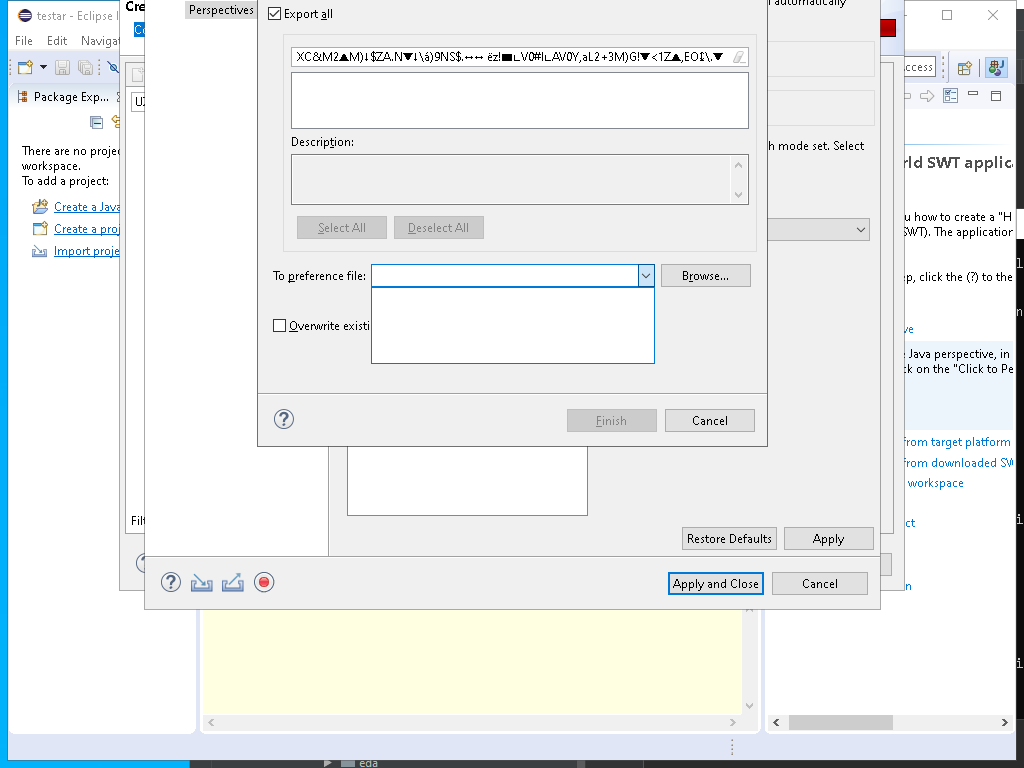 testar - Eclipse I
Cre
File Edit Navigat
Perspectives
Export all
automatically
XC&M2▲M)↓$ZA.N▼↓\á)9NS$.↔↔ ëz!■∟V0#!∟AV0Y,aL2+3M)G!▼<1Z▲,EO$\.▼
Package Exp...
Description:
h mode set. Select
There are no proje
workspace.
To add a project:
rld SWT applic
Create a Java
u how to create a "H
Create a proj
Select All
Deselect All
SWT). The application
Import proje
To preference file:
Browse...
ep, click the (?) to the
Overwrite existi
ve
e Java perspective, in
ck on the "Click to Pe
Finish
Cancel
from target platform
from downloaded SW
workspace
Filt
ct
Restore Defaults
Apply
Apply and Close
Cancel
n
eda